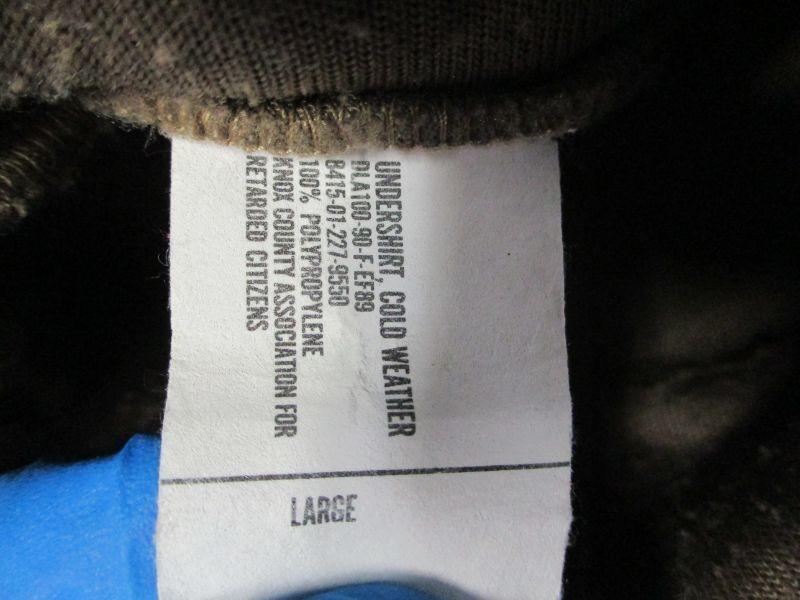 UNDERSHIRT, COLD WEATHER
DLA100-90-F-EF89
8415-01-227-9550
100% POLYPROPYLENE
KNOX COUNTY ASSOCIATION FOR
RETARDED CITIZENS
LARGE